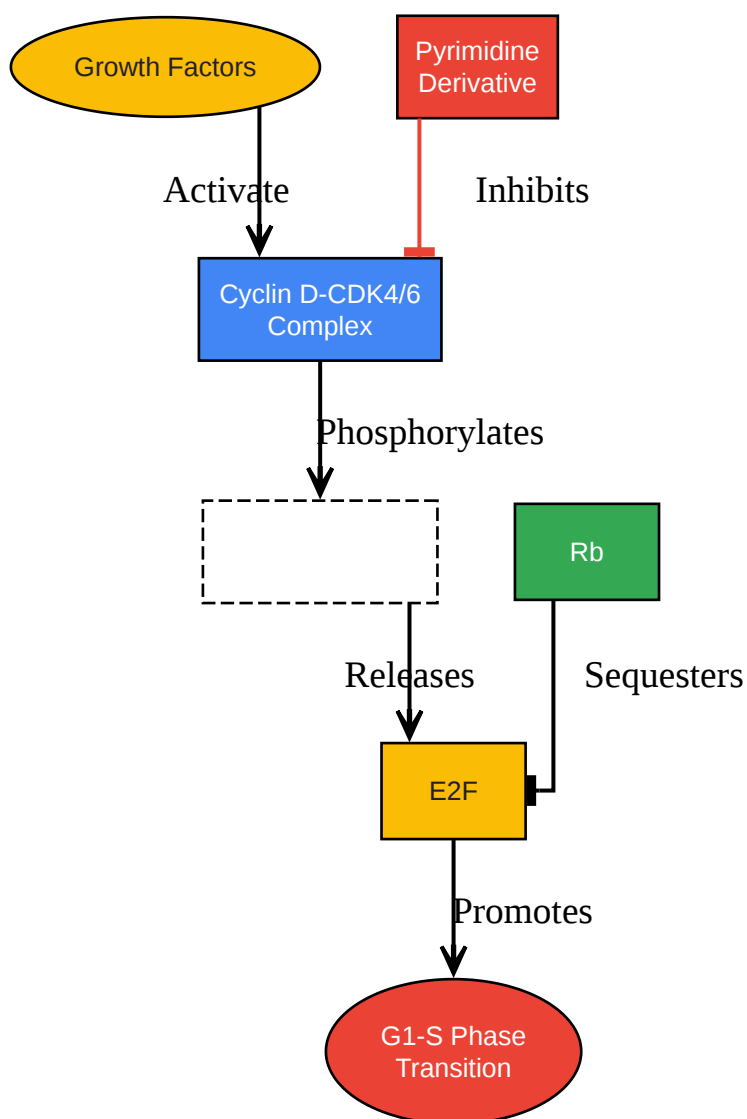 Growth Factors
Pyrimidine
Derivative
Activate
Inhibits
Cyclin D-CDK4/6
Complex
Phosphorylates
Rb
Releases
Sequesters
E2F
Promotes
G1-S Phase
Transition